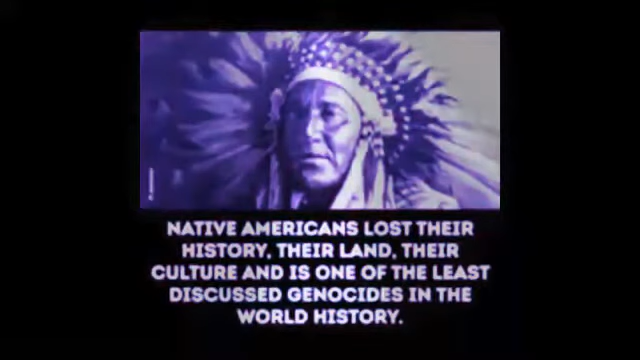 NATIVE AMERICANS LOST THEIR
HISTORY, THEIR LAND, THEIR
CULTURE AND IS ONE OF THE LEAST
DISCUSSED GENOCIDES IN THE
WORLD HISTORY.